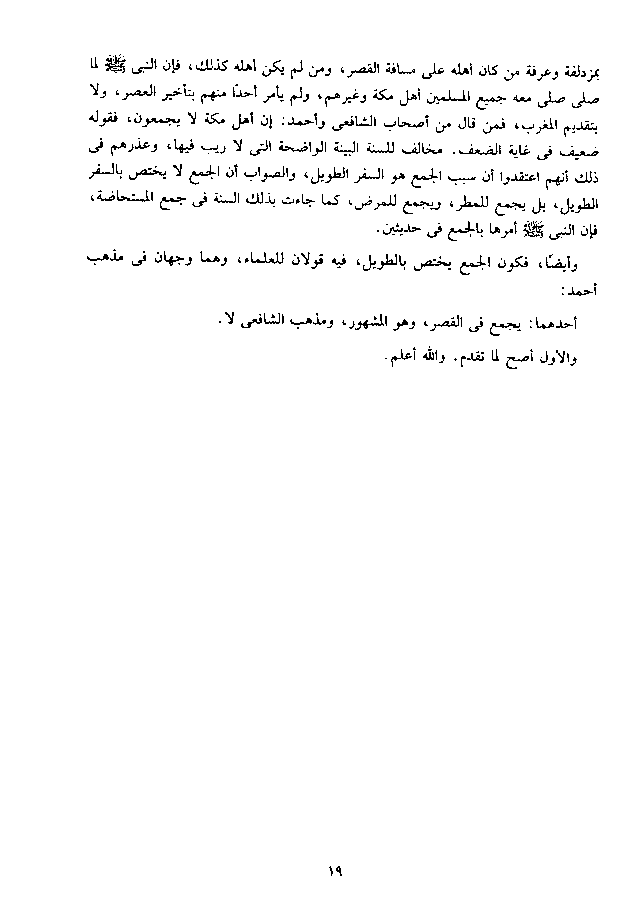 بمزدلفة وعرفة من كان أهله على مسافة القصر، ومن لم يكن أهله كذلك، فإن النبى ﷺ لما
صلى صلى معه جميع المسلمين أهل مكة وغيرهم، ولم يأمر أحدًا منهم بتأخير العصر، ولا
بتقديم المغرب، فمن قال من أصحاب الشافعى وأحمد: إن أهل مكة لا يجمعون، فقوله
ضعيف فى غاية الضعف. مخالف للسنة البينة الواضحة التى لا ريب فيها، وعذرهم فى
ذلك أنهم اعتقدوا أن سبب الجمع هو السفر الطويل، والصواب أن الجمع لا يختص بالسفر
الطويل، بل يجمع للمطر، ويجمع للمرض، كما جاءت بذلك السنة فى جمع المستحاضة،
فإن النبى ﷺ أمرها بالجمع فى حديثين.
وأيضًا، فكون الجمع يختص بالطويل، فيه قولان للعلماء، وهما وجهان فى مذهب
أحمد:
أحدهما: يجمع فى القصر، وهو المشهور، ومذهب الشافعى لا.
والأول أصح لما تقدم. والله أعلم.
١٩